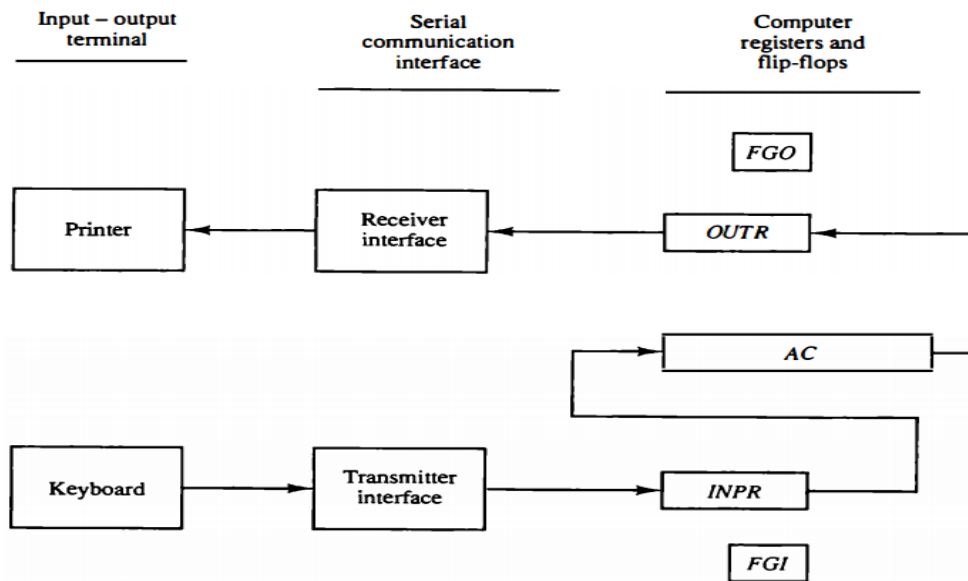 Input – output
terminal
Serial
communication
interface
Computer
registers and
flip-flops
FGO
Printer
Receiver
interface
OUTR
AC
Keyboard
Transmitter
interface
INPR
FGI